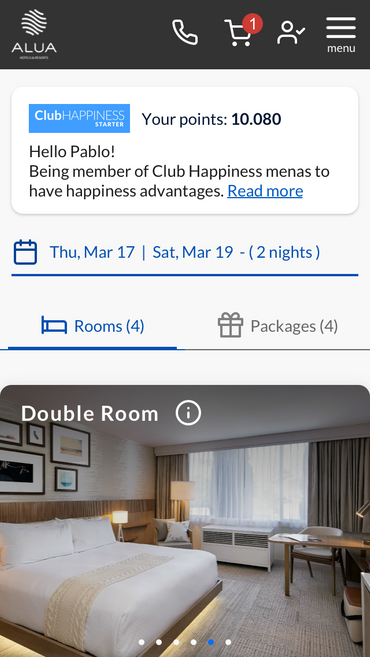 ALUA
HOTELS & RESORTS
1
menu
ClubHAPPINESS
STARTER
Your points: 10.080
Hello Pablo!
Being member of Club Happiness menas to
have happiness advantages. Read more
Thu, Mar 17 | Sat, Mar 19 - ( 2 nights )
Rooms (4)
Packages (4)
Double Room